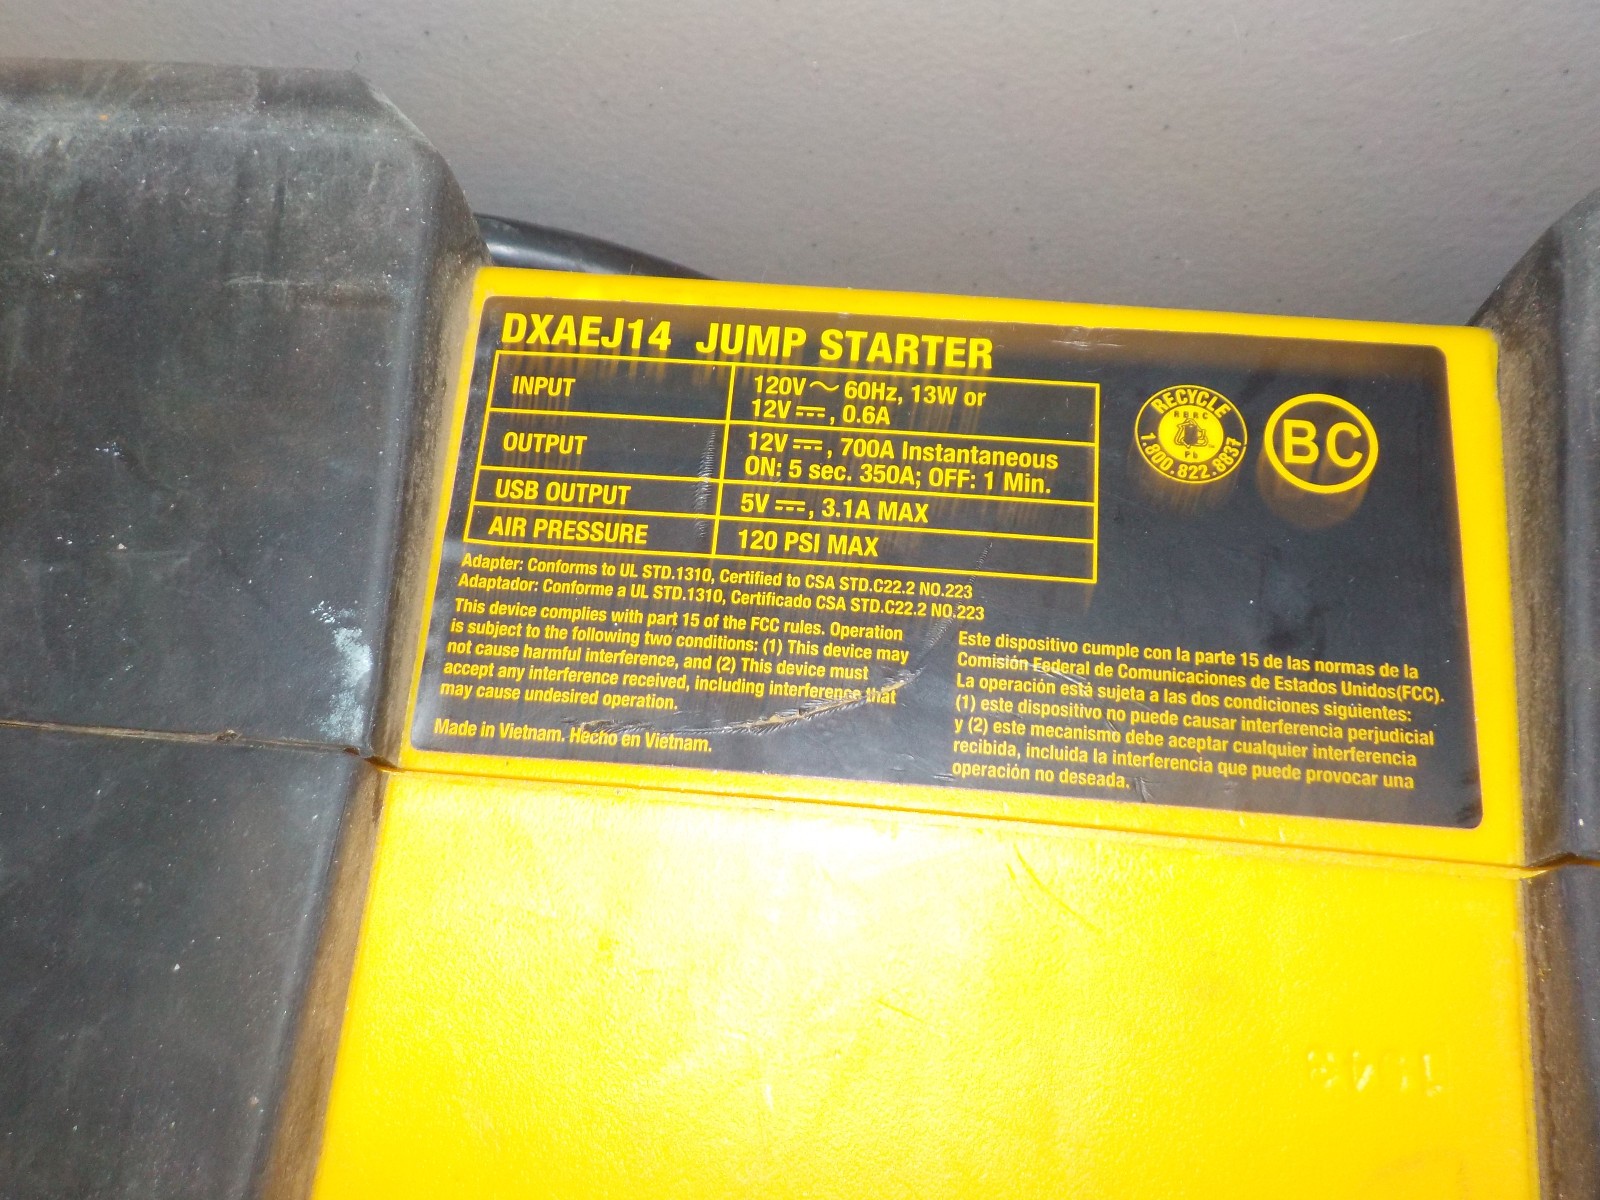 DXAEJ14 JUMP STARTER
INPUT
120V ~ 60Hz, 13W or
12V ⎓, 0.6A
OUTPUT
12V ⎓, 700A Instantaneous
ON: 5 sec. 350A; OFF: 1 Min.
USB OUTPUT
5V ⎓, 3.1A MAX
AIR PRESSURE
120 PSI MAX
RECYCLE
RBRC
Pb
1.800.822.8837
BC
Adapter: Conforms to UL STD.1310, Certified to CSA STD.C22.2 NO.223
Adaptador: Conforme a UL STD.1310, Certificado CSA STD.C22.2 NO.223
This device complies with part 15 of the FCC rules. Operation
is subject to the following two conditions: (1) This device may
not cause harmful interference, and (2) This device must
accept any interference received, including interference that
may cause undesired operation.
Made in Vietnam. Hecho en Vietnam.
Este dispositivo cumple con la parte 15 de las normas de la
Comisión Federal de Comunicaciones de Estados Unidos(FCC).
La operación está sujeta a las dos condiciones siguientes:
(1) este dispositivo no puede causar interferencia perjudicial
y (2) este mecanismo debe aceptar cualquier interferencia
recibida, incluida la interferencia que puede provocar una
operación no deseada.